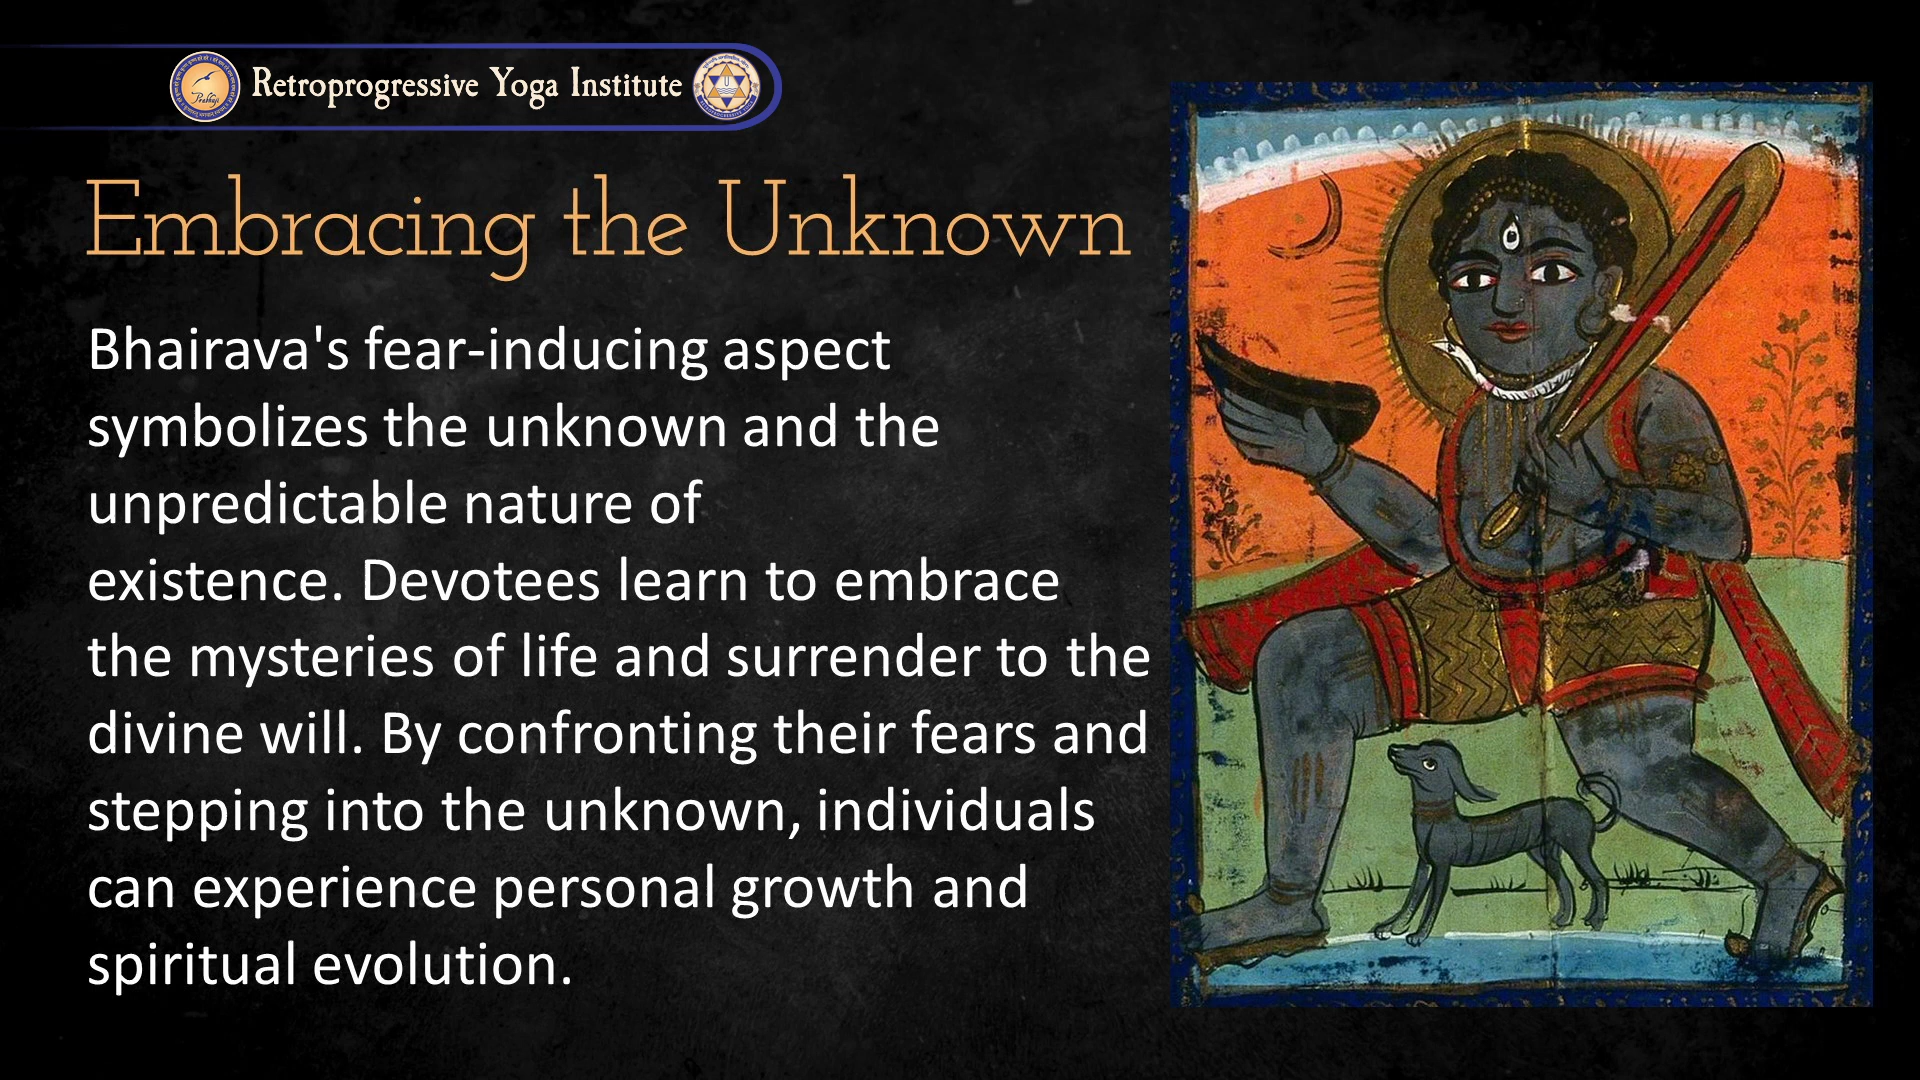 Retroprogressive Yoga Institute
Prabhuji
Embracing the Unknown
Bhairava's fear-inducing aspect
symbolizes the unknown and the
unpredictable nature of
existence. Devotees learn to embrace
the mysteries of life and surrender to the
divine will. By confronting their fears and
stepping into the unknown, individuals
can experience personal growth and
spiritual evolution.